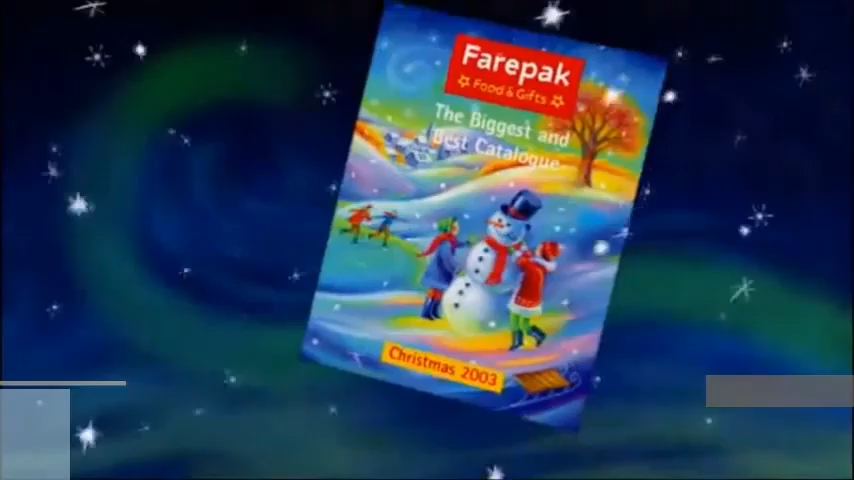 Farepak
Food & Gifts
The Biggest and
Best Catalogue
Christmas 2003